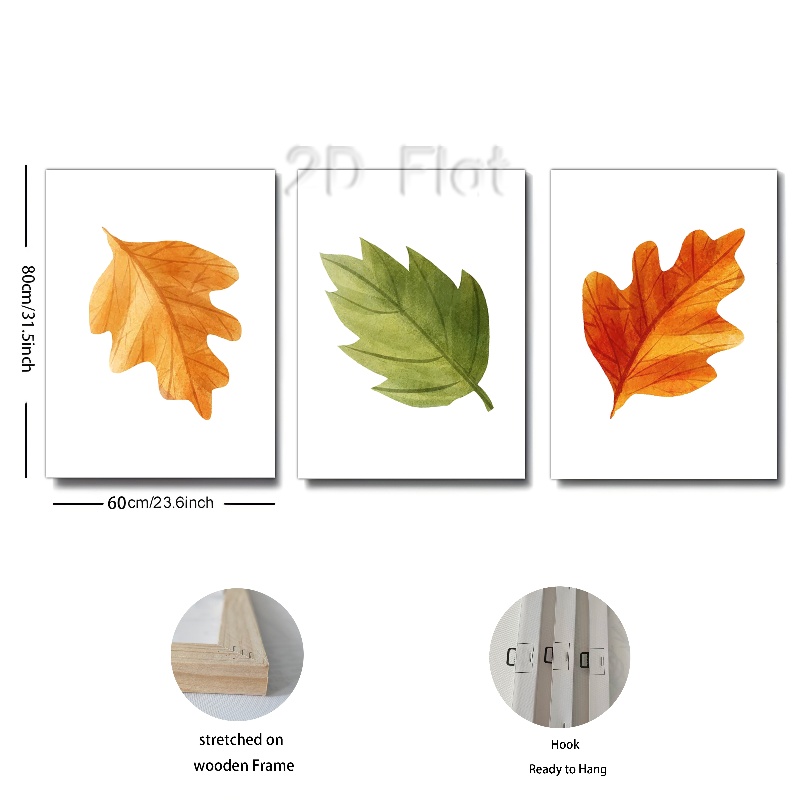 2D Flat
80cm/31.5inch
60cm/23.6inch
stretched on
wooden Frame
Hook
Ready to Hang